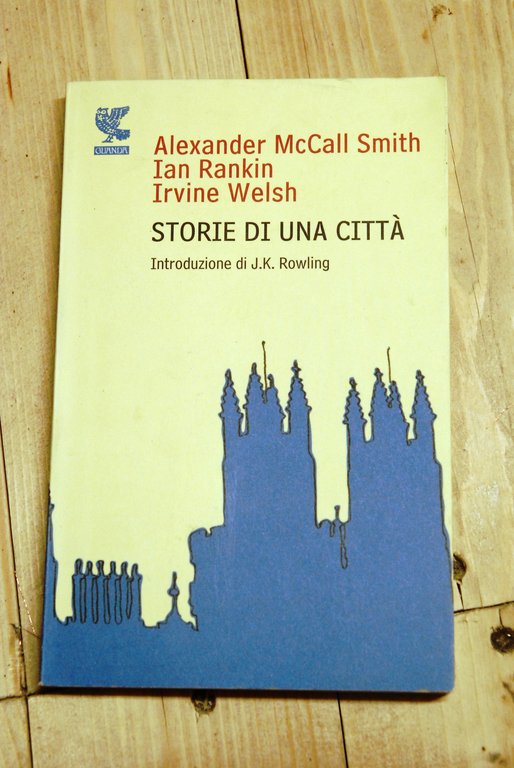 GUANDA
Alexander McCall Smith
Ian Rankin
Irvine Welsh
STORIE DI UNA CITTÀ
Introduzione di J.K. Rowling